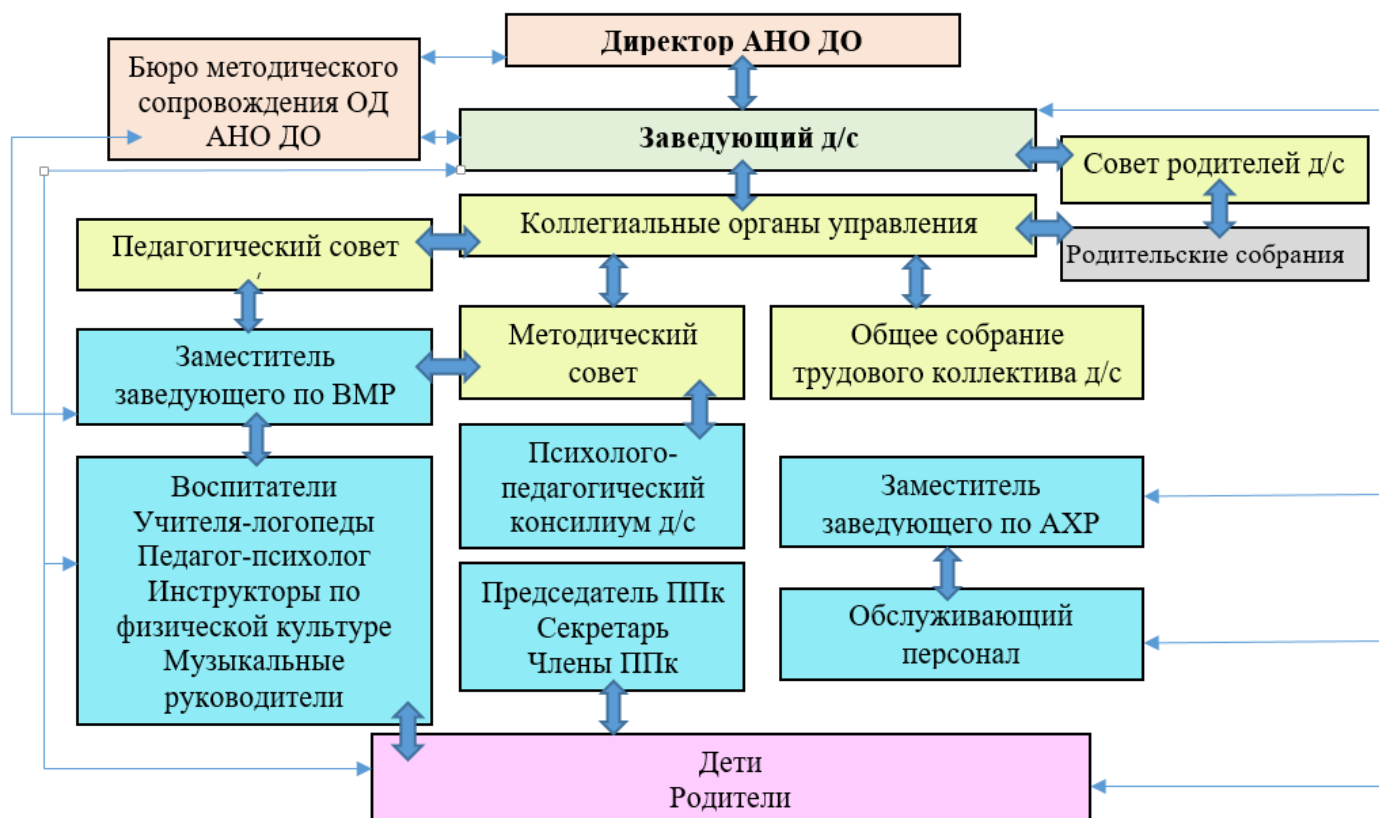 Директор АНО ДО
Бюро методического
сопровождения ОД
АНО ДО
Заведующий д/с
Совет родителей д/с
Коллегиальные органы управления
Педагогический совет
Родительские собрания
Заместитель
заведующего по ВМР
Методический
совет
Общее собрание
трудового коллектива д/с
Воспитатели
Учителя-логопеды
Педагог-психолог
Инструкторы по
физической культуре
Музыкальные
руководители
Психолого-
педагогический
консилиум д/с
Заместитель
заведующего по АХР
Председатель ППк
Секретарь
Члены ППк
Обслуживающий
персонал
Дети
Родители